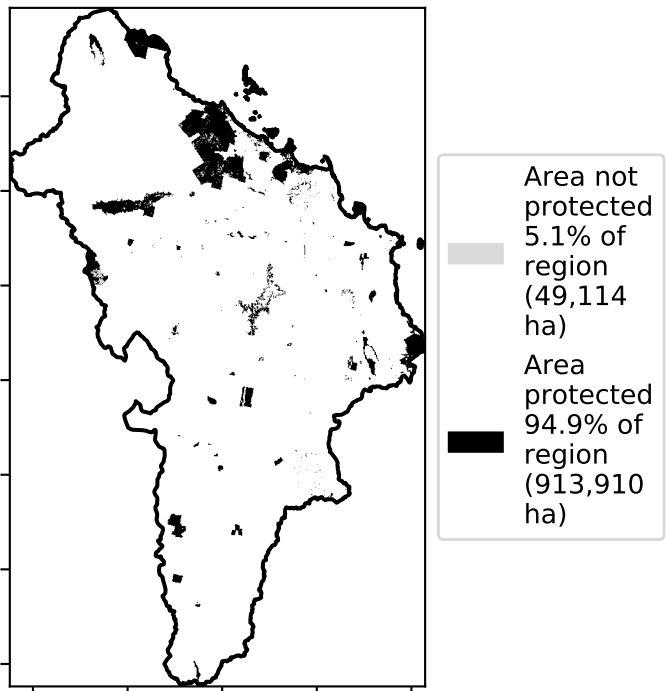 Area not
protected
5.1% of
region
(49,114
ha)
Area
protected
94.9% of
region
(913,910
ha)